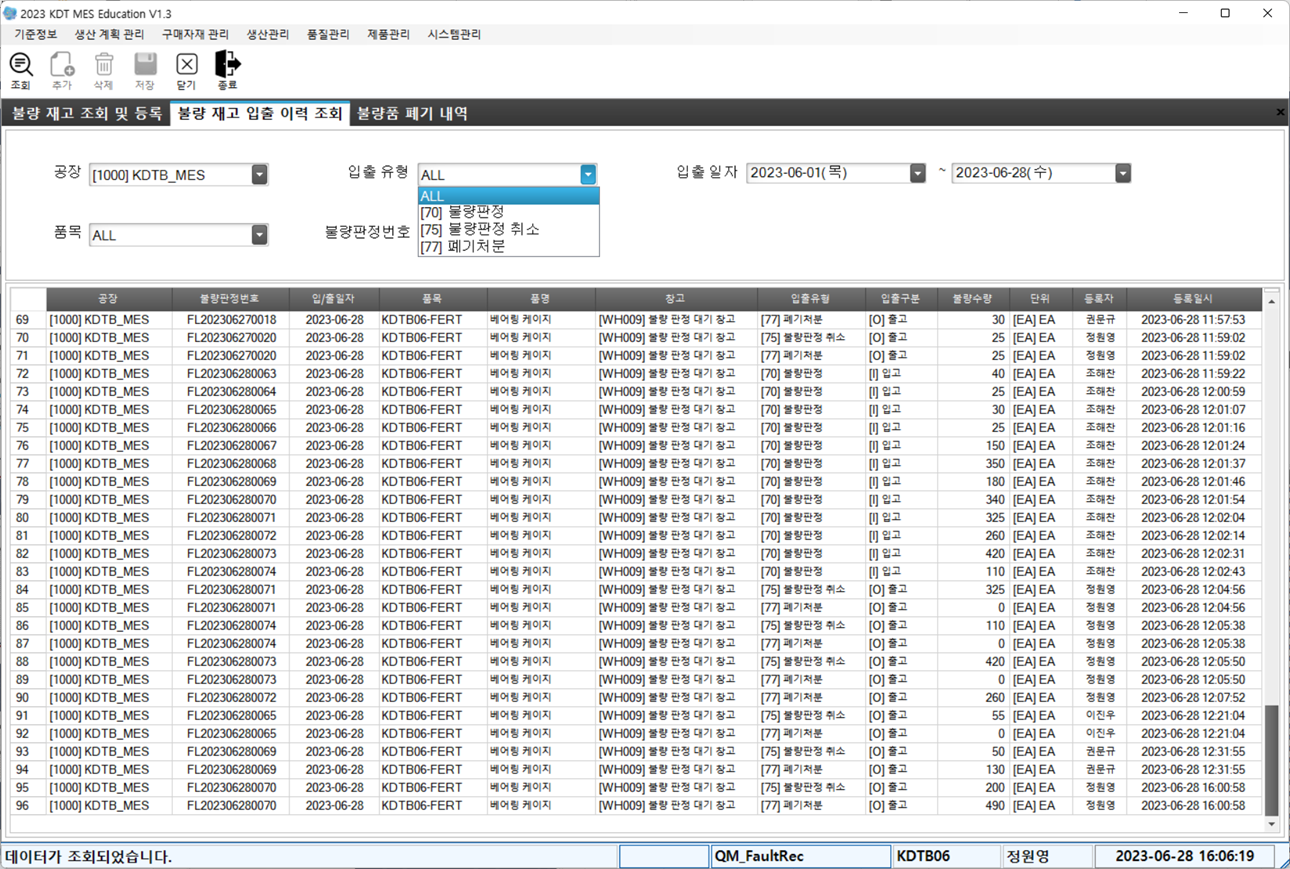 2023 KDT MES Education V1.3
기준정보 생산 계획 관리 구매자재 관리 생산관리 품질관리 제품관리 시스템관리
조회 추가 삭제 저장 닫기 종료
불량 재고 조회 및 등록 불량 재고 입출 이력 조회 불량품 폐기 내역
공장 [1000] KDTB_MES 입출 유형 ALL 입출 일자 2023-06-01(목) ~ 2023-06-28(수)
ALL
[70] 불량판정
품목 ALL 불량판정번호 [75] 불량판정 취소
[77] 폐기처분
공장 불량판정번호 입/출일자 품목 품명 창고 입출유형 입출구분 불량수량 단위 등록자 등록일시
69 [1000] KDTB_MES FL202306270018 2023-06-28 KDTB06-FERT 베어링 케이지 [WH009] 불량 판정 대기 창고 [77] 폐기처분 [O] 출고 30 [EA] EA 권문규 2023-06-28 11:57:53
70 [1000] KDTB_MES FL202306270020 2023-06-28 KDTB06-FERT 베어링 케이지 [WH009] 불량 판정 대기 창고 [75] 불량판정 취소 [O] 출고 25 [EA] EA 정원영 2023-06-28 11:59:02
71 [1000] KDTB_MES FL202306270020 2023-06-28 KDTB06-FERT 베어링 케이지 [WH009] 불량 판정 대기 창고 [77] 폐기처분 [O] 출고 25 [EA] EA 정원영 2023-06-28 11:59:02
72 [1000] KDTB_MES FL202306280063 2023-06-28 KDTB06-FERT 베어링 케이지 [WH009] 불량 판정 대기 창고 [70] 불량판정 [I] 입고 40 [EA] EA 조해찬 2023-06-28 11:59:22
73 [1000] KDTB_MES FL202306280064 2023-06-28 KDTB06-FERT 베어링 케이지 [WH009] 불량 판정 대기 창고 [70] 불량판정 [I] 입고 25 [EA] EA 조해찬 2023-06-28 12:00:59
74 [1000] KDTB_MES FL202306280065 2023-06-28 KDTB06-FERT 베어링 케이지 [WH009] 불량 판정 대기 창고 [70] 불량판정 [I] 입고 30 [EA] EA 조해찬 2023-06-28 12:01:07
75 [1000] KDTB_MES FL202306280066 2023-06-28 KDTB06-FERT 베어링 케이지 [WH009] 불량 판정 대기 창고 [70] 불량판정 [I] 입고 25 [EA] EA 조해찬 2023-06-28 12:01:16
76 [1000] KDTB_MES FL202306280067 2023-06-28 KDTB06-FERT 베어링 케이지 [WH009] 불량 판정 대기 창고 [70] 불량판정 [I] 입고 150 [EA] EA 조해찬 2023-06-28 12:01:24
77 [1000] KDTB_MES FL202306280068 2023-06-28 KDTB06-FERT 베어링 케이지 [WH009] 불량 판정 대기 창고 [70] 불량판정 [I] 입고 350 [EA] EA 조해찬 2023-06-28 12:01:37
78 [1000] KDTB_MES FL202306280069 2023-06-28 KDTB06-FERT 베어링 케이지 [WH009] 불량 판정 대기 창고 [70] 불량판정 [I] 입고 180 [EA] EA 조해찬 2023-06-28 12:01:46
79 [1000] KDTB_MES FL202306280070 2023-06-28 KDTB06-FERT 베어링 케이지 [WH009] 불량 판정 대기 창고 [70] 불량판정 [I] 입고 340 [EA] EA 조해찬 2023-06-28 12:01:54
80 [1000] KDTB_MES FL202306280071 2023-06-28 KDTB06-FERT 베어링 케이지 [WH009] 불량 판정 대기 창고 [70] 불량판정 [I] 입고 325 [EA] EA 조해찬 2023-06-28 12:02:04
81 [1000] KDTB_MES FL202306280072 2023-06-28 KDTB06-FERT 베어링 케이지 [WH009] 불량 판정 대기 창고 [70] 불량판정 [I] 입고 260 [EA] EA 조해찬 2023-06-28 12:02:14
82 [1000] KDTB_MES FL202306280073 2023-06-28 KDTB06-FERT 베어링 케이지 [WH009] 불량 판정 대기 창고 [70] 불량판정 [I] 입고 420 [EA] EA 조해찬 2023-06-28 12:02:31
83 [1000] KDTB_MES FL202306280074 2023-06-28 KDTB06-FERT 베어링 케이지 [WH009] 불량 판정 대기 창고 [70] 불량판정 [I] 입고 110 [EA] EA 조해찬 2023-06-28 12:02:43
84 [1000] KDTB_MES FL202306280071 2023-06-28 KDTB06-FERT 베어링 케이지 [WH009] 불량 판정 대기 창고 [75] 불량판정 취소 [O] 출고 325 [EA] EA 정원영 2023-06-28 12:04:56
85 [1000] KDTB_MES FL202306280071 2023-06-28 KDTB06-FERT 베어링 케이지 [WH009] 불량 판정 대기 창고 [77] 폐기처분 [O] 출고 0 [EA] EA 정원영 2023-06-28 12:04:56
86 [1000] KDTB_MES FL202306280074 2023-06-28 KDTB06-FERT 베어링 케이지 [WH009] 불량 판정 대기 창고 [75] 불량판정 취소 [O] 출고 110 [EA] EA 정원영 2023-06-28 12:05:38
87 [1000] KDTB_MES FL202306280074 2023-06-28 KDTB06-FERT 베어링 케이지 [WH009] 불량 판정 대기 창고 [77] 폐기처분 [O] 출고 0 [EA] EA 정원영 2023-06-28 12:05:38
88 [1000] KDTB_MES FL202306280073 2023-06-28 KDTB06-FERT 베어링 케이지 [WH009] 불량 판정 대기 창고 [75] 불량판정 취소 [O] 출고 420 [EA] EA 정원영 2023-06-28 12:05:50
89 [1000] KDTB_MES FL202306280073 2023-06-28 KDTB06-FERT 베어링 케이지 [WH009] 불량 판정 대기 창고 [77] 폐기처분 [O] 출고 0 [EA] EA 정원영 2023-06-28 12:05:50
90 [1000] KDTB_MES FL202306280072 2023-06-28 KDTB06-FERT 베어링 케이지 [WH009] 불량 판정 대기 창고 [77] 폐기처분 [O] 출고 260 [EA] EA 정원영 2023-06-28 12:07:52
91 [1000] KDTB_MES FL202306280065 2023-06-28 KDTB06-FERT 베어링 케이지 [WH009] 불량 판정 대기 창고 [75] 불량판정 취소 [O] 출고 55 [EA] EA 이진우 2023-06-28 12:21:04
92 [1000] KDTB_MES FL202306280065 2023-06-28 KDTB06-FERT 베어링 케이지 [WH009] 불량 판정 대기 창고 [77] 폐기처분 [O] 출고 0 [EA] EA 이진우 2023-06-28 12:21:04
93 [1000] KDTB_MES FL202306280069 2023-06-28 KDTB06-FERT 베어링 케이지 [WH009] 불량 판정 대기 창고 [75] 불량판정 취소 [O] 출고 50 [EA] EA 권문규 2023-06-28 12:31:55
94 [1000] KDTB_MES FL202306280069 2023-06-28 KDTB06-FERT 베어링 케이지 [WH009] 불량 판정 대기 창고 [77] 폐기처분 [O] 출고 130 [EA] EA 권문규 2023-06-28 12:31:55
95 [1000] KDTB_MES FL202306280070 2023-06-28 KDTB06-FERT 베어링 케이지 [WH009] 불량 판정 대기 창고 [75] 불량판정 취소 [O] 출고 200 [EA] EA 정원영 2023-06-28 16:00:58
96 [1000] KDTB_MES FL202306280070 2023-06-28 KDTB06-FERT 베어링 케이지 [WH009] 불량 판정 대기 창고 [77] 폐기처분 [O] 출고 490 [EA] EA 정원영 2023-06-28 16:00:58
데이터가 조회되었습니다. QM_FaultRec KDTB06 정원영 2023-06-28 16:06:19